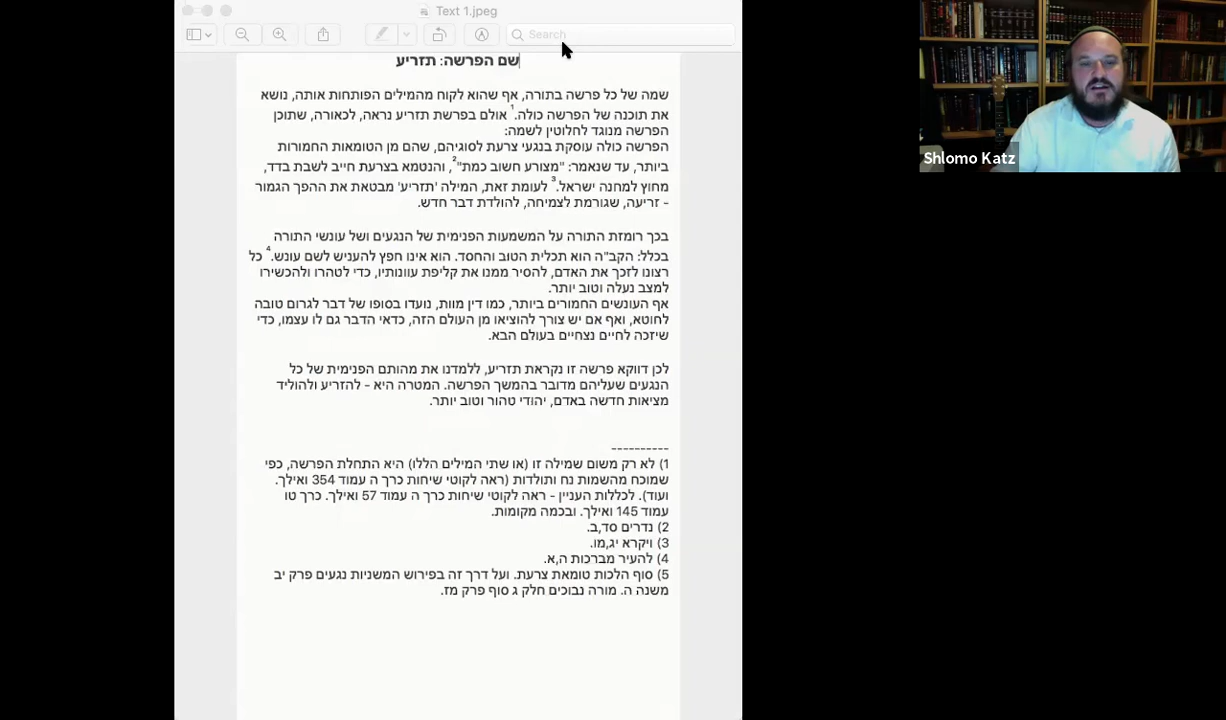 Text 1.jpeg
Search
Shlomo Katz
שם הפרשה: תזריע
שמה של כל פרשה בתורה, אף שהוא לקוח מהמילים הפותחות אותה, נושא
את תוכנה של הפרשה כולה.¹ אולם בפרשת תזריע נראה, לכאורה, שתוכן
הפרשה מנוגד לחלוטין לשמה:
הפרשה כולה עוסקת בנגעי צרעת לסוגיהם, שהם מן הטומאות החמורות
ביותר, עד שנאמר: "מצורע חשוב כמת"², והנטמא בצרעת חייב לשבת בדד,
מחוץ למחנה ישראל.³ לעומת זאת, המילה 'תזריע' מבטאת את ההפך הגמור
- זריעה, שגורמת לצמיחה, להולדת דבר חדש.
בכך רומזת התורה על המשמעות הפנימית של הנגעים ושל עונשי התורה
בכלל: הקב"ה הוא תכלית הטוב והחסד. הוא אינו חפץ להעניש לשם עונש.⁴ כל
רצונו לזכך את האדם, להסיר ממנו את קליפת עוונותיו, כדי לטהרו ולהכשירו
למצב נעלה וטוב יותר.
אף העונשים החמורים ביותר, כמו דין מוות, נועדו בסופו של דבר לגרום טובה
לחוטא, ואף אם יש צורך להוציאו מן העולם הזה, כדאי הדבר גם לו עצמו, כדי
שיזכה לחיים נצחיים בעולם הבא.
לכן דווקא פרשה זו נקראת תזריע, ללמדנו את מהותם הפנימית של כל
הנגעים שעליהם מדובר בהמשך הפרשה. המטרה היא - להזריע ולהוליד
מציאות חדשה באדם, יהודי טהור וטוב יותר.
----------
1) לא רק משום שמילה זו (או שתי המילים הללו) היא התחלת הפרשה, כפי
שמוכח מהשמות נח ותולדות (ראה לקוטי שיחות כרך ה עמוד 354 ואילך.
ועוד). לכללות העניין - ראה לקוטי שיחות כרך ה עמוד 57 ואילך. כרך טו
עמוד 145 ואילך. ובכמה מקומות.
2) נדרים סד,ב.
3) ויקרא יג,מו.
4) להעיר מברכות ה,א.
5) סוף הלכות טומאת צרעת. ועל דרך זה בפירוש המשניות נגעים פרק יב
משנה ה. מורה נבוכים חלק ג סוף פרק מז.